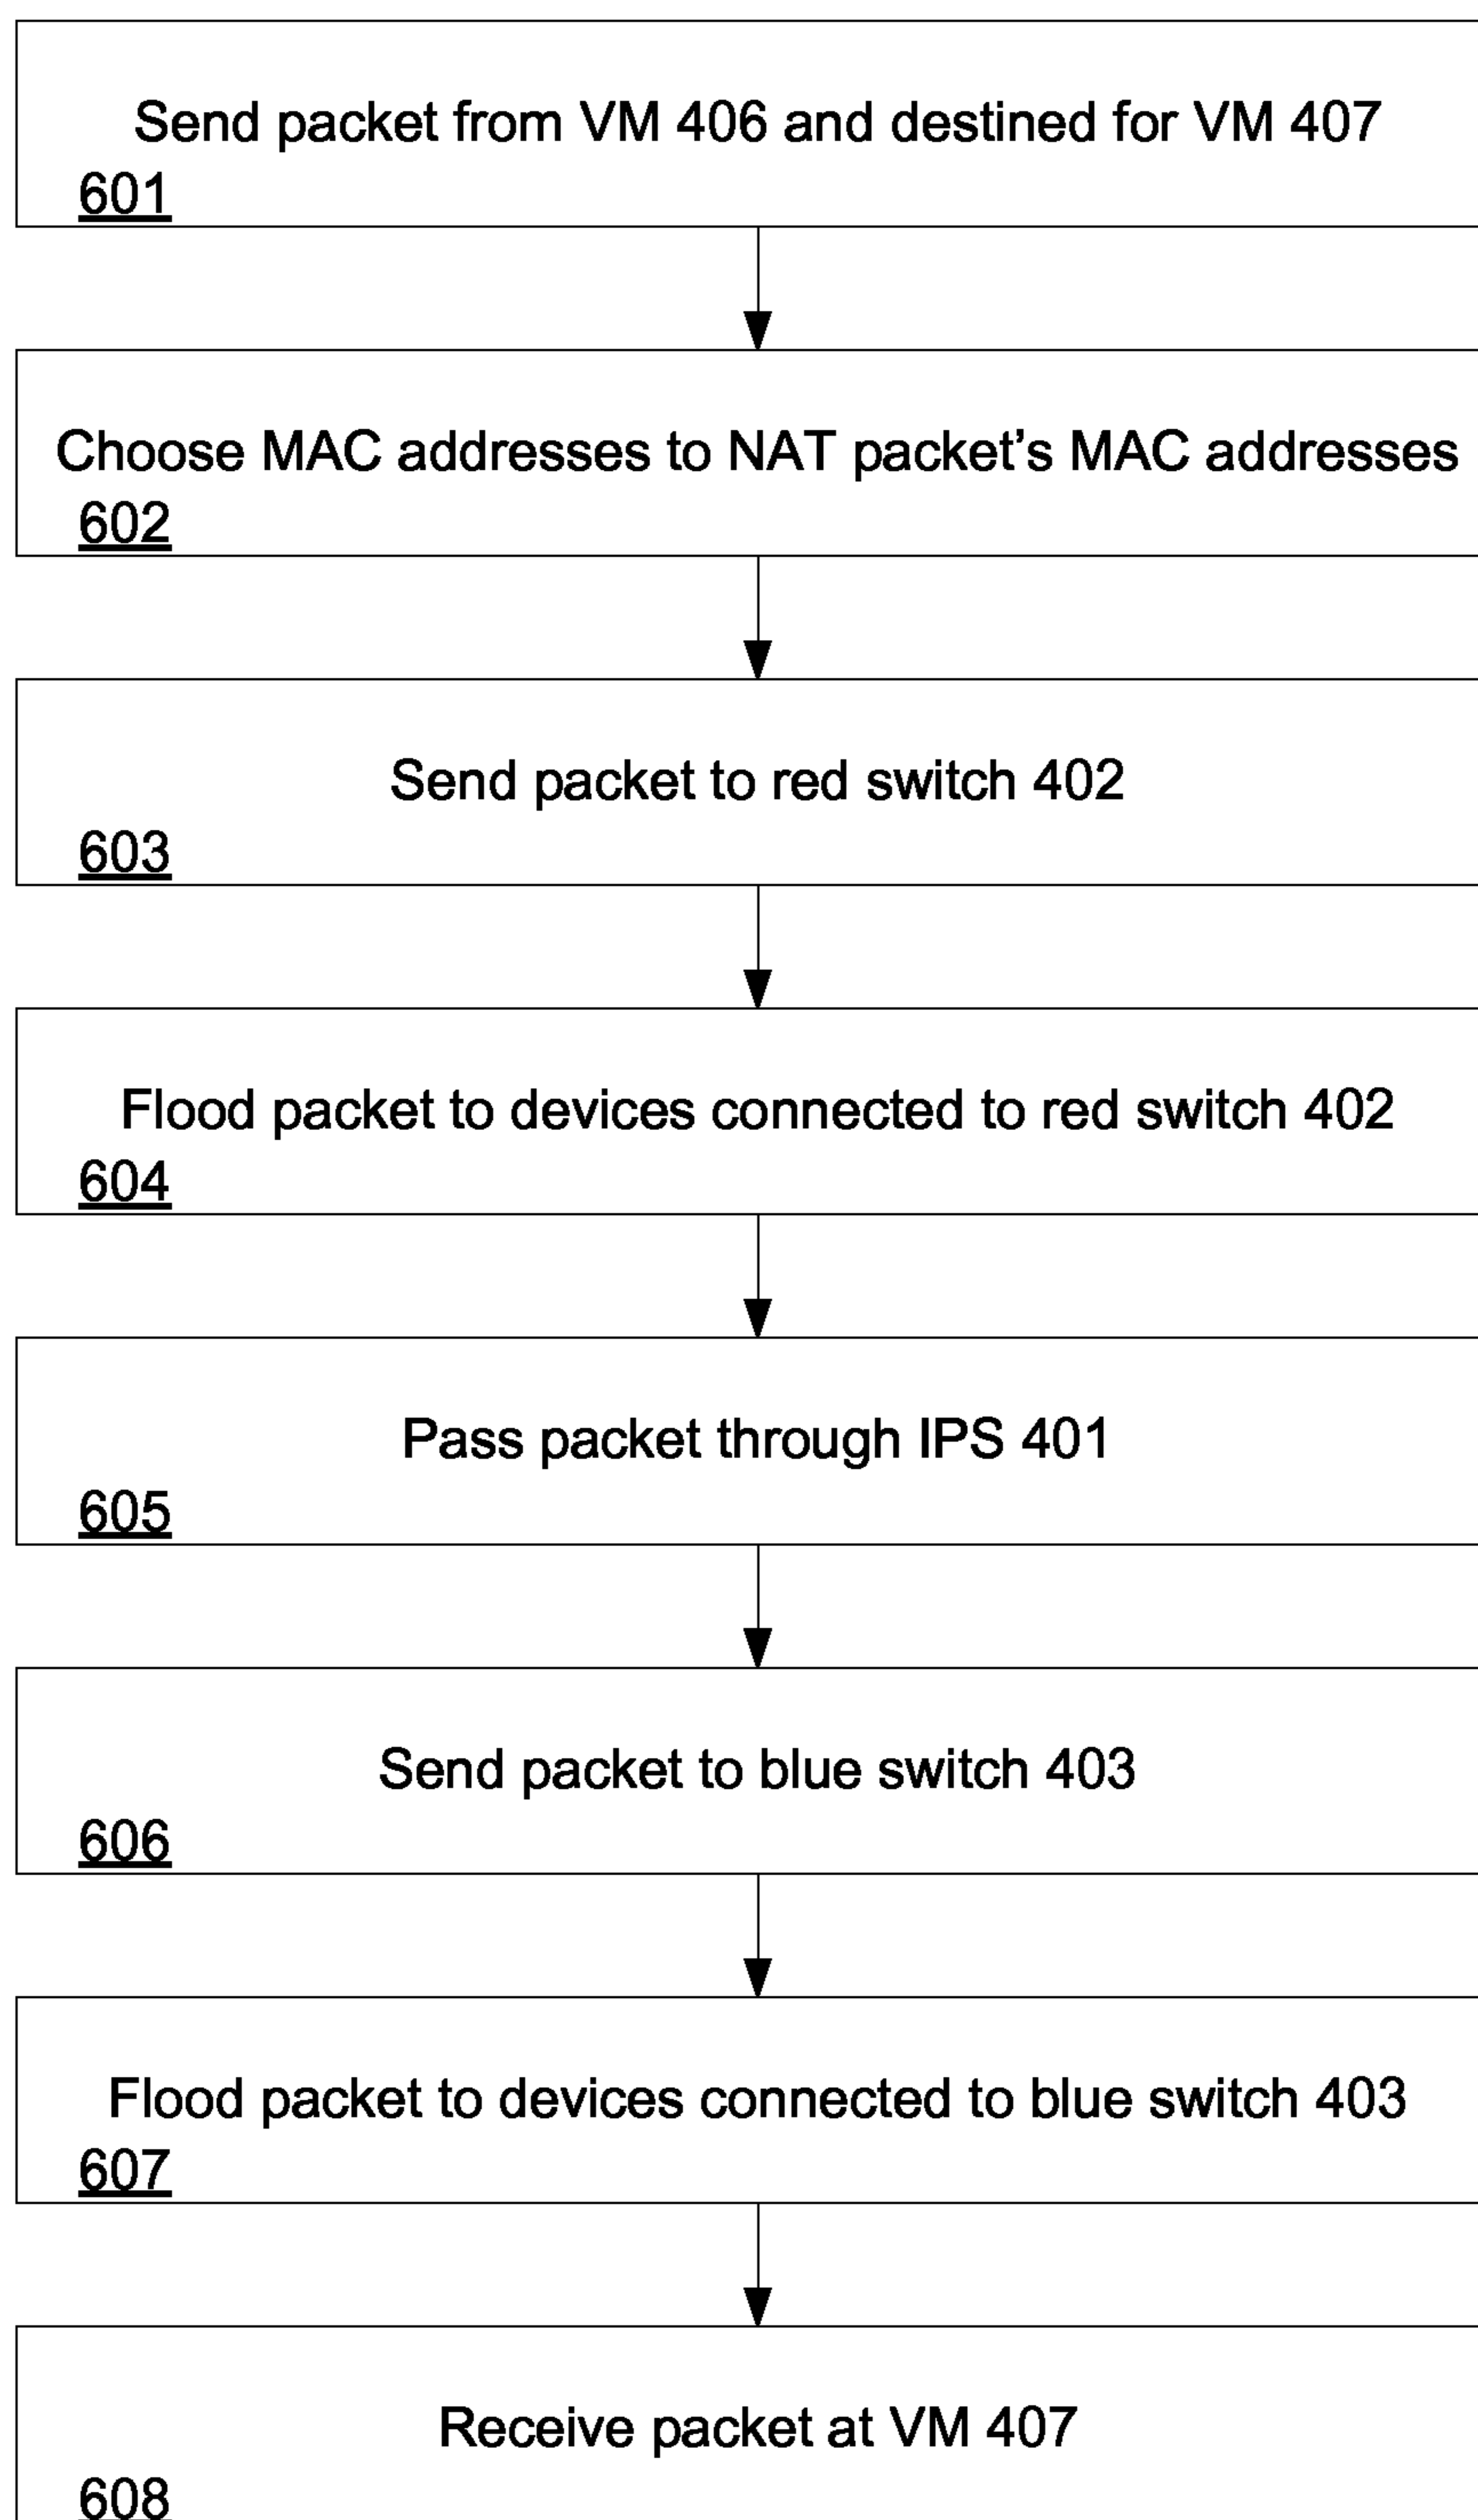 Send packet from VM 406 and destined for VM 407
601
Choose MAC addresses to NAT packet's MAC addresses
602
Send packet to red switch 402
603
Flood packet to devices connected to red switch 402
604
Pass packet through IPS 401
605
Send packet to blue switch 403
606
Flood packet to devices connected to blue switch 403
607
Receive packet at VM 407
608